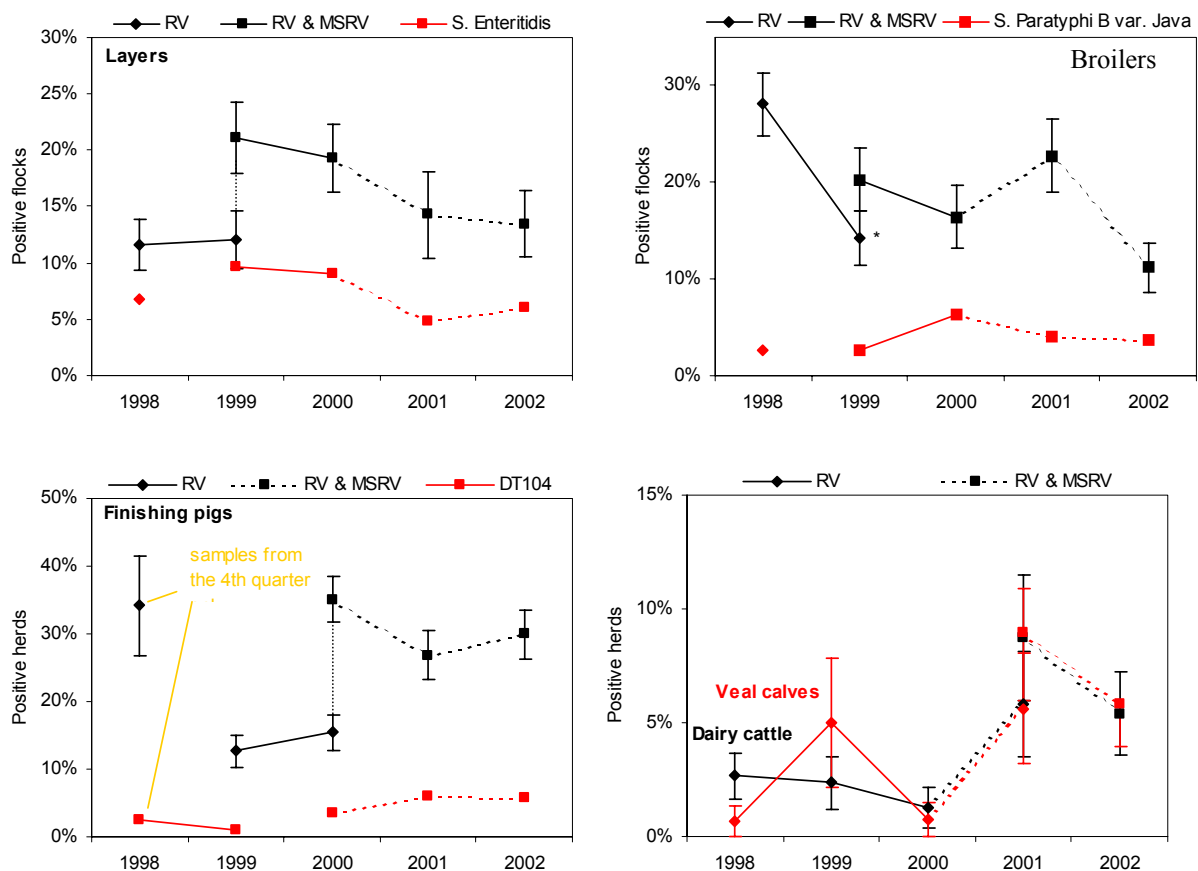 RV RV & MSRV S. Enteritidis
30%
25%
20%
15%
10%
5%
0%
Positive flocks
Layers
1998 1999 2000 2001 2002
RV RV & MSRV S. Paratyphi B var. Java
30%
20%
10%
0%
Positive flocks
Broilers
*
1998 1999 2000 2001 2002
RV RV & MSRV DT104
50%
40%
30%
20%
10%
0%
Positive herds
Finishing pigs
samples from
the 4th quarter
1998 1999 2000 2001 2002
RV RV & MSRV
15%
10%
5%
0%
Positive herds
Veal calves
Dairy cattle
1998 1999 2000 2001 2002